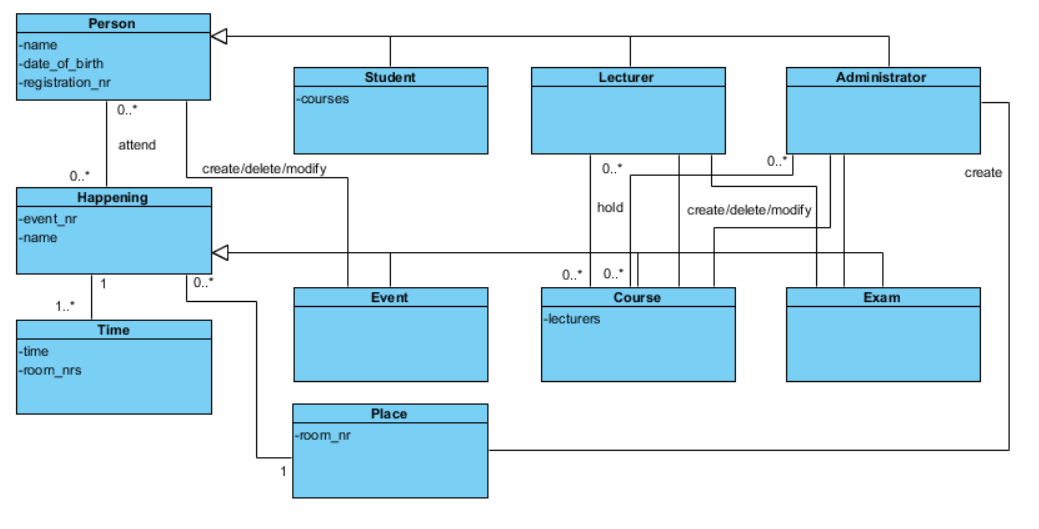 Person
-name
-date_of_birth
-registration_nr
Student
-courses
Lecturer
Administrator
0..*
attend
0..*
create/delete/modify
0..*
hold
0..*
0..*
create/delete/modify
0..*
create
Happening
-event_nr
-name
1
1..*
0..*
Time
-time
-room_nrs
Event
Course
-lecturers
Exam
Place
-room_nr
1